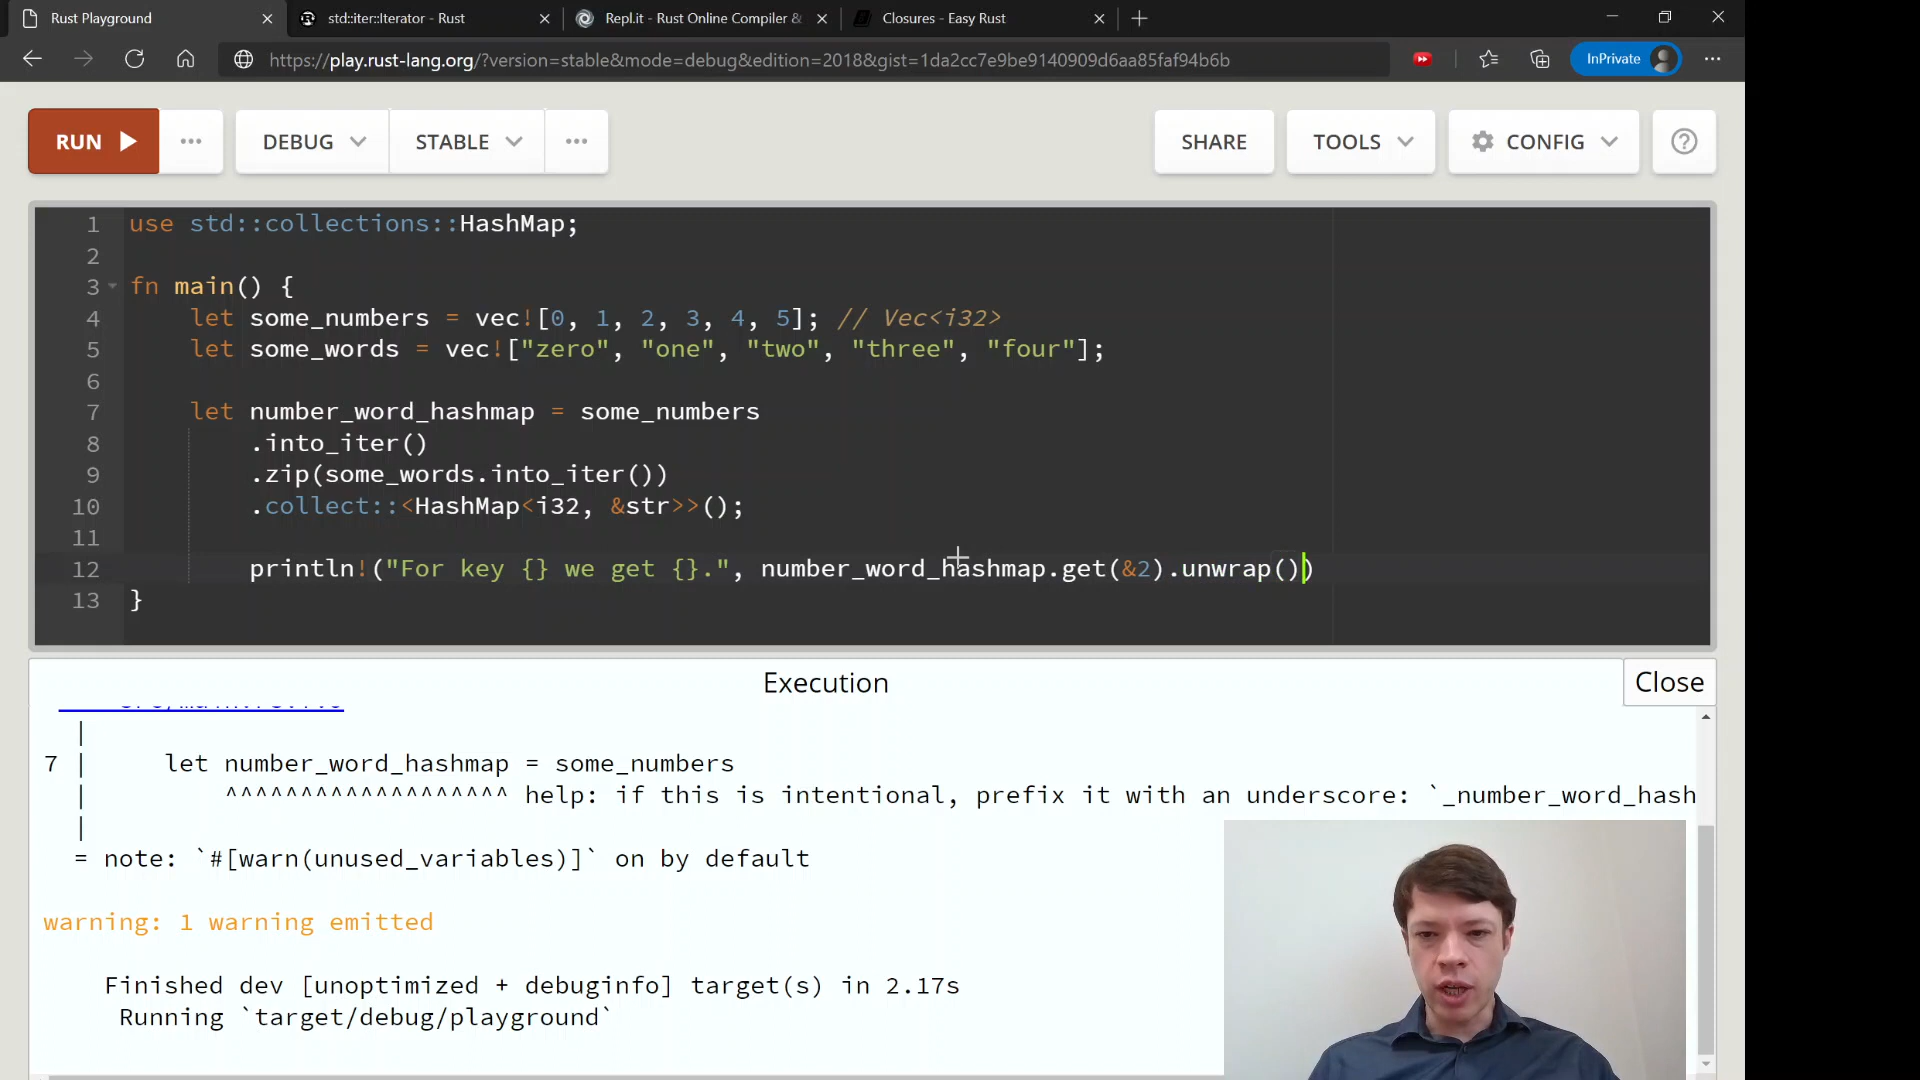 Rust Playground
std::iter::Iterator - Rust
Repl.it - Rust Online Compiler &
Closures - Easy Rust
https://play.rust-lang.org/?version=stable&mode=debug&edition=2018&gist=1da2cc7e9be9140909d6aa85faf94b6b
InPrivate
RUN
DEBUG
STABLE
SHARE
TOOLS
CONFIG
1 use std::collections::HashMap;
2
3 fn main() {
4 let some_numbers = vec![0, 1, 2, 3, 4, 5]; // Vec<i32>
5 let some_words = vec!["zero", "one", "two", "three", "four"];
6
7 let number_word_hashmap = some_numbers
8 .into_iter()
9 .zip(some_words.into_iter())
10 .collect::<HashMap<i32, &str>>();
11
12 println!("For key {} we get {}.", number_word_hashmap.get(&2).unwrap())
13 }
Execution
Close
|
7 | let number_word_hashmap = some_numbers
| ^^^^^^^^^^^^^^^^^^^ help: if this is intentional, prefix it with an underscore: `_number_word_hash
|
= note: `#[warn(unused_variables)]` on by default
warning: 1 warning emitted
Finished dev [unoptimized + debuginfo] target(s) in 2.17s
Running `target/debug/playground`